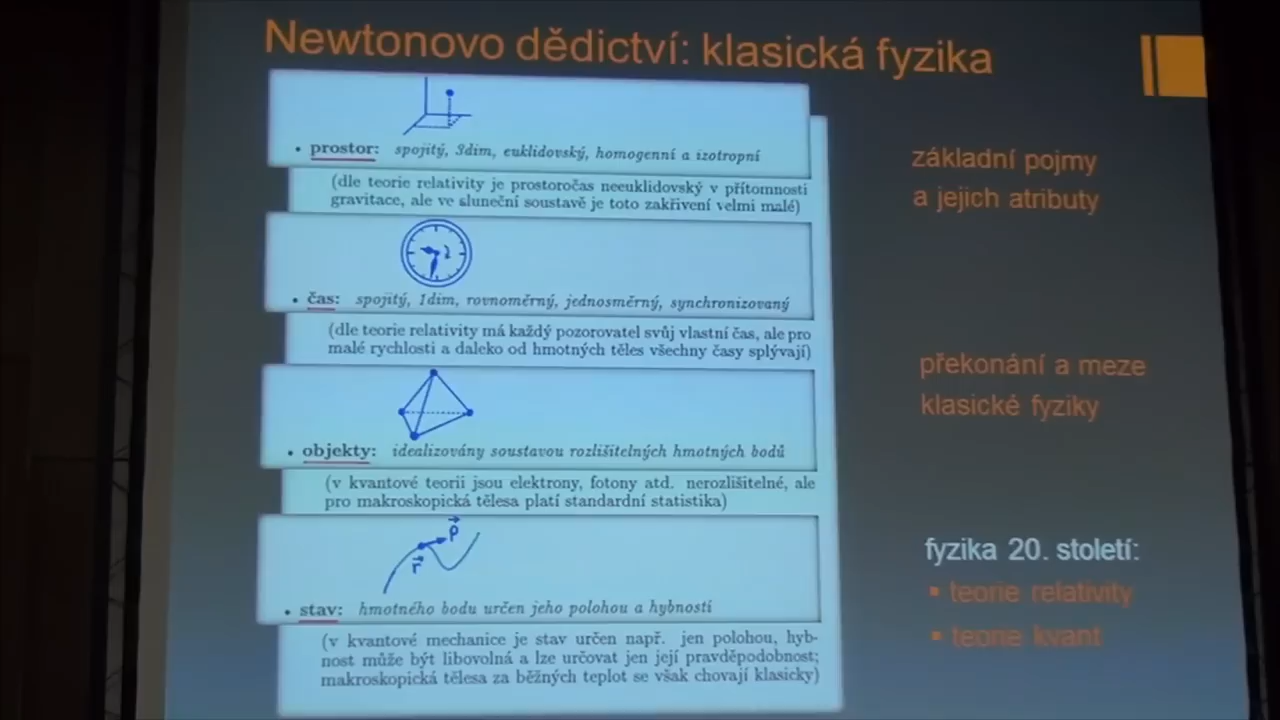 Newtonovo dědictví: klasická fyzika
• prostor: spojitý, 3dim, euklidovský, homogenní a izotropní
(dle teorie relativity je prostoročas neeuklidovský v přítomnosti
gravitace, ale ve sluneční soustavě je toto zakřivení velmi malé)
• čas: spojitý, 1dim, rovnoměrný, jednosměrný, synchronizovaný
(dle teorie relativity má každý pozorovatel svůj vlastní čas, ale pro
malé rychlosti a daleko od hmotných těles všechny časy splývají)
• objekty: idealizovány soustavou rozlišitelných hmotných bodů
(v kvantové teorii jsou elektrony, fotony atd. nerozlišitelné, ale
pro makroskopická tělesa platí standardní statistika)
p
r
• stav: hmotného bodu určen jeho polohou a hybností
(v kvantové mechanice je stav určen např. jen polohou, hyb-
nost může být libovolná a lze určovat jen její pravděpodobnost;
makroskopická tělesa za běžných teplot se však chovají klasicky)
základní pojmy
a jejich atributy
překonání a meze
klasické fyziky
fyzika 20. století:
▪ teorie relativity
▪ teorie kvant